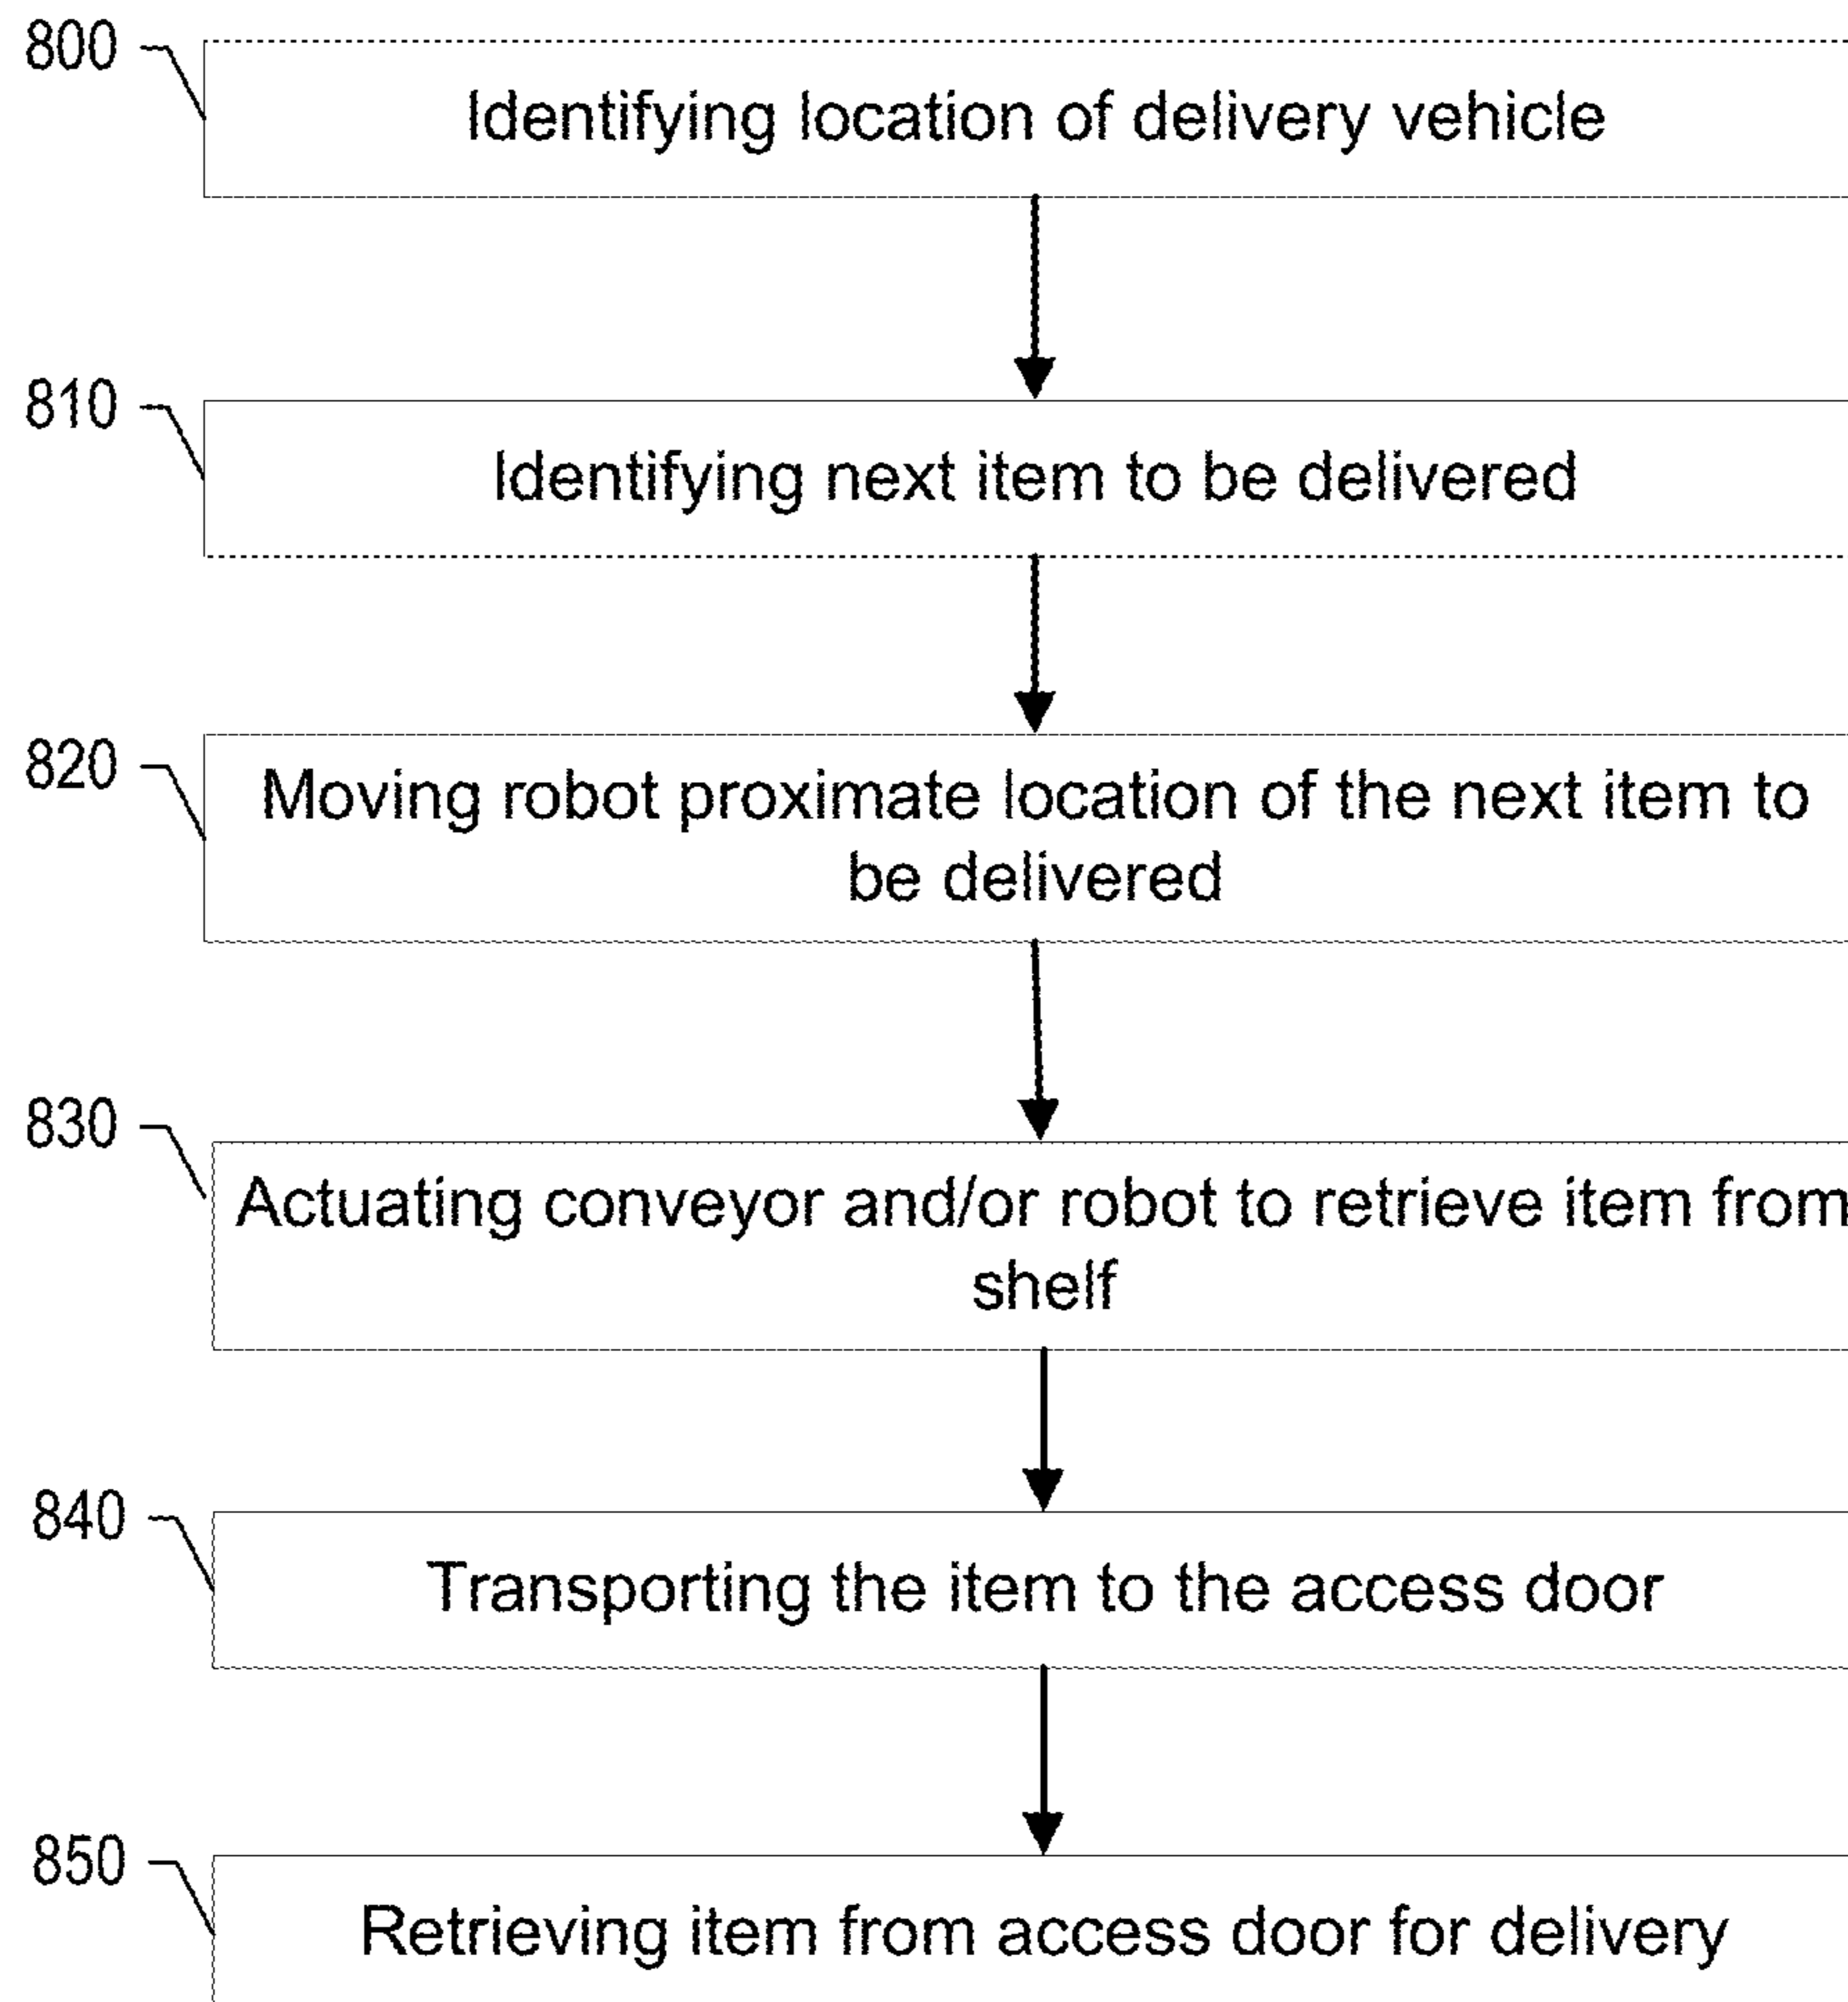 800
Identifying location of delivery vehicle
810
Identifying next item to be delivered
820
Moving robot proximate location of the next item to
be delivered
830
Actuating conveyor and/or robot to retrieve item from
shelf
840
Transporting the item to the access door
850
Retrieving item from access door for delivery